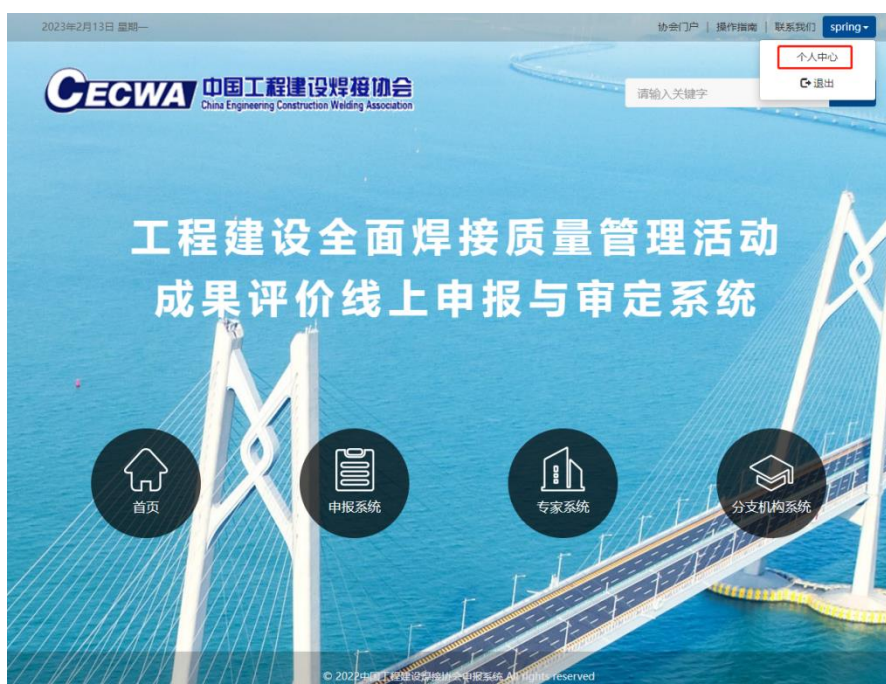 2023年2月13日 星期一
协会门户 | 操作指南 | 联系我们 spring
个人中心
退出
CECWA 中国工程建设焊接协会
China Engineering Construction Welding Association
请输入关键字
工程建设全面焊接质量管理活动
成果评价线上申报与审定系统
首页
申报系统
专家系统
分支机构系统
© 2022中国工程建设焊接协会申报系统 All rights reserved